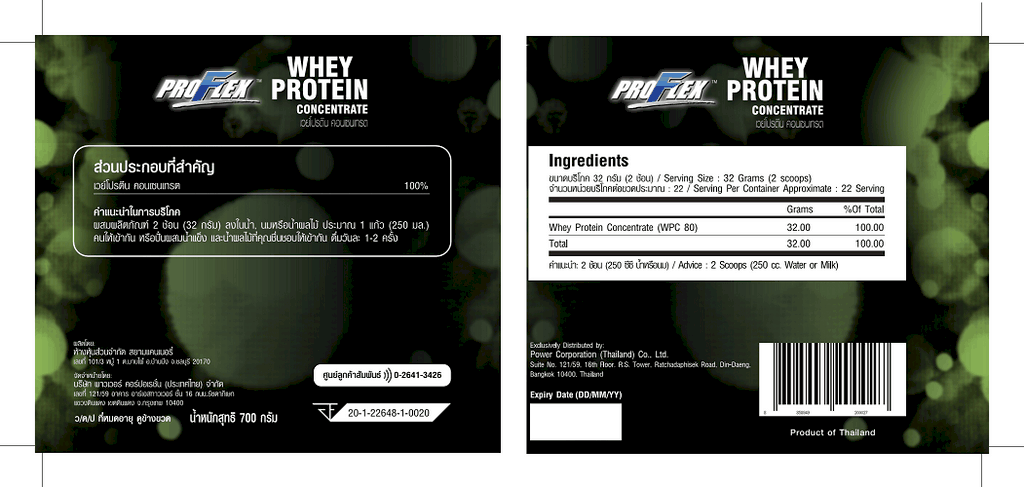 PROFLEX™
WHEY
PROTEIN
CONCENTRATE
เวย์โปรตีน คอนเซนเทรต
ส่วนประกอบที่สำคัญ
เวย์โปรตีน คอนเซนเทรต 100%
คำแนะนำในการบริโภค
ผสมผลิตภัณฑ์ 2 ช้อน (32 กรัม) ลงในน้ำ, นมหรือน้ำผลไม้ ประมาณ 1 แก้ว (250 มล.)
คนให้เข้ากัน หรือปั่นผสมน้ำแข็ง และน้ำผลไม้ที่คุณชื่นชอบให้เข้ากัน ดื่มวันละ 1-2 ครั้ง
ผลิตโดย:
ห้างหุ้นส่วนจำกัด สยามแคนเนอรี่
เลขที่ 101/3 หมู่ 1 ต.มาบไผ่ อ.บ้านบึง จ.ชลบุรี 20170
จัดจำหน่ายโดย:
บริษัท พาวเวอร์ คอร์ปอเรชั่น (ประเทศไทย) จำกัด
เลขที่ 121/59 อาคาร อาร์เอสทาวเวอร์ ชั้น 16 ถนน.รัชดาภิเษก
แขวงดินแดง เขตดินแดง จ.กรุงเทพ 10400
ว/ด/ป ที่หมดอายุ ดูข้างขวด น้ำหนักสุทธิ 700 กรัม
ศูนย์ลูกค้าสัมพันธ์ 0-2641-3426
20-1-22648-1-0020
PROFLEX™
WHEY
PROTEIN
CONCENTRATE
เวย์โปรตีน คอนเซนเทรต
Ingredients
ขนาดบริโภค 32 กรัม (2 ช้อน) / Serving Size : 32 Grams (2 scoops)
จำนวนหน่วยบริโภคต่อขวดประมาณ : 22 / Serving Per Container Approximate : 22 Serving
Grams %Of Total
Whey Protein Concentrate (WPC 80) 32.00 100.00
Total 32.00 100.00
คำแนะนำ: 2 ช้อน (250 ซีซี น้ำหรือนม) / Advice : 2 Scoops (250 cc. Water or Milk)
Exclusively Distributed by:
Power Corporation (Thailand) Co., Ltd.
Suite No. 121/59, 16th Floor, R.S. Tower, Ratchadaphisek Road, Din-Daeng,
Bangkok 10400, Thailand
Expiry Date (DD/MM/YY)
Product of Thailand